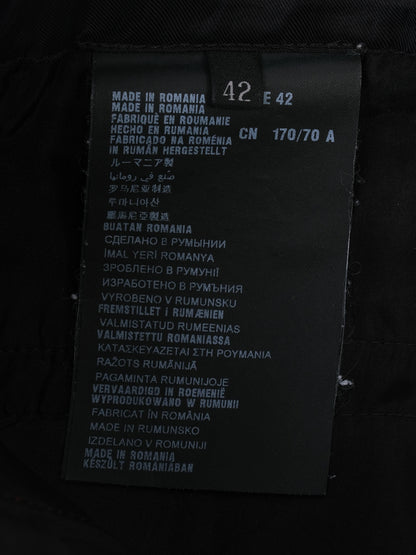 42
MADE IN ROMANIA E 42
MADE IN ROMANIA
FABRIQUÉ EN ROUMANIE
HECHO EN RUMANIA CN 170/70 A
FABRICADO NA ROMÉNIA
IN RUMÄN HERGESTELLT
ルーマニア製
صنع في رومانيا
罗马尼亚制造
루마니아산
羅馬尼亞製造
BUATAN ROMANIA
СДЕЛАНО В РУМЫНИИ
İMAL YERİ ROMANYA
ЗРОБЛЕНО В РУМУНІЇ
ИЗРАБОТЕНО В РУМЪНИЯ
VYROBENO V RUMUNSKU
FREMSTILLET I RUMÆNIEN
VALMISTATUD RUMEENIAS
VALMISTETTU ROMANIASSA
ΚΑΤΑΣΚΕΥΑΖΕΤΑΙ ΣΤΗ ΡΟΥΜΑΝΙΑ
RAŽOTS RUMĀNIJĀ
PAGAMINTA RUMUNIJOJE
VERVAARDIGD IN ROEMENIË
WYPRODUKOWANO W RUMUNII
FABRICAT ÎN ROMÂNIA
MADE IN RUMUNSKO
IZDELANO V ROMUNIJI
MADE IN ROMANIA
KÉSZÜLT ROMÁNIÁBAN